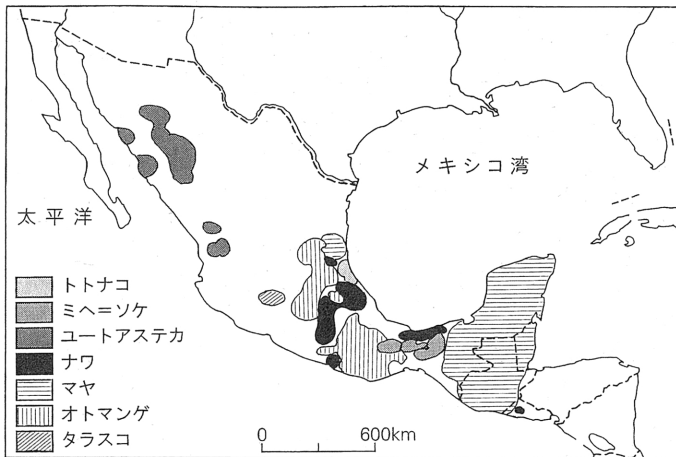 メキシコ湾
太平洋
トトナコ
ミヘ=ソケ
ユートアステカ
ナワ
マヤ
オトマンゲ
タラスコ
0 600km